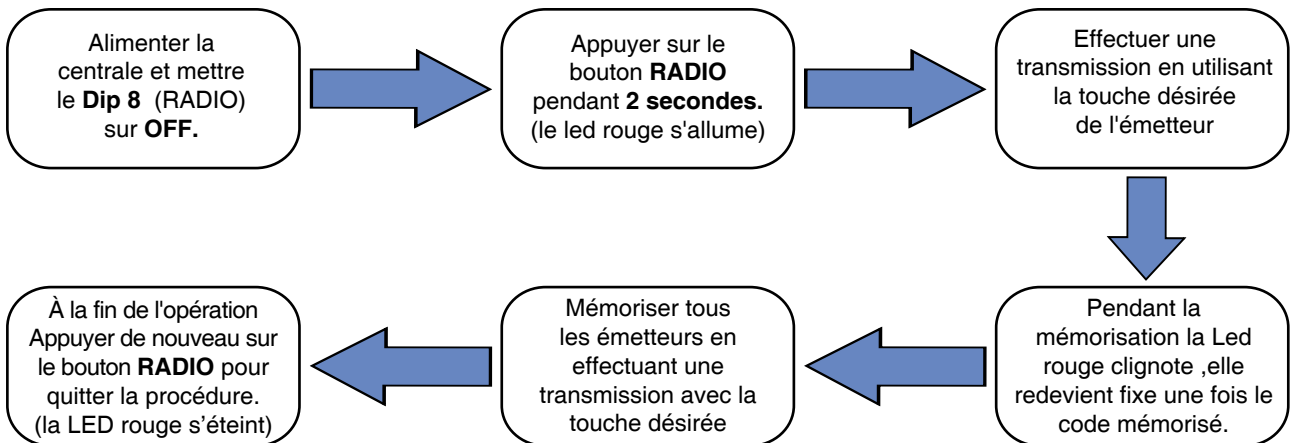 Alimenter la
centrale et mettre
le Dip 8 (RADIO)
sur OFF.
Appuyer sur le
bouton RADIO
pendant 2 secondes.
(le led rouge s'allume)
Effectuer une
transmission en utilisant
la touche désirée
de l'émetteur
Pendant la
mémorisation la Led
rouge clignote ,elle
redevient fixe une fois le
code mémorisé.
Mémoriser tous
les émetteurs en
effectuant une
transmission avec la
touche désirée
À la fin de l'opération
Appuyer de nouveau sur
le bouton RADIO pour
quitter la procédure.
(la LED rouge s’éteint)